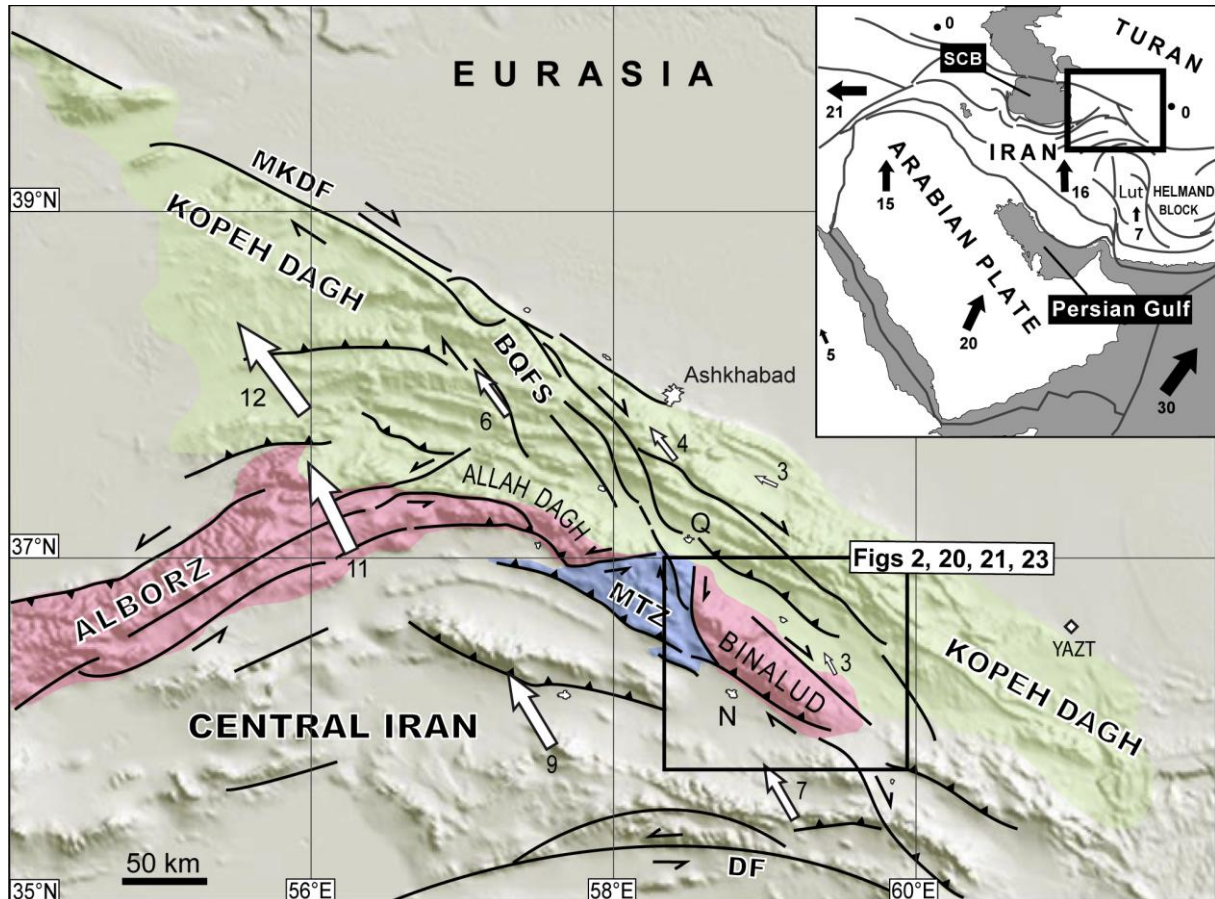 EURASIA
MKDF
39°N
KOPEH DAGH
BQFS
Ashkhabad
12
6
4
3
ALLAH DAGH
Q
37°N
Figs 2, 20, 21, 23
11
ALBORZ
MTZ
BINALUD
3
YAZT
KOPEH DAGH
N
CENTRAL IRAN
9
7
50 km
DF
35°N
56°E
58°E
60°E
0
TURAN
SCB
21
0
IRAN
ARABIAN PLATE
15
16
Lut
HELMAND
BLOCK
7
Persian Gulf
20
5
30